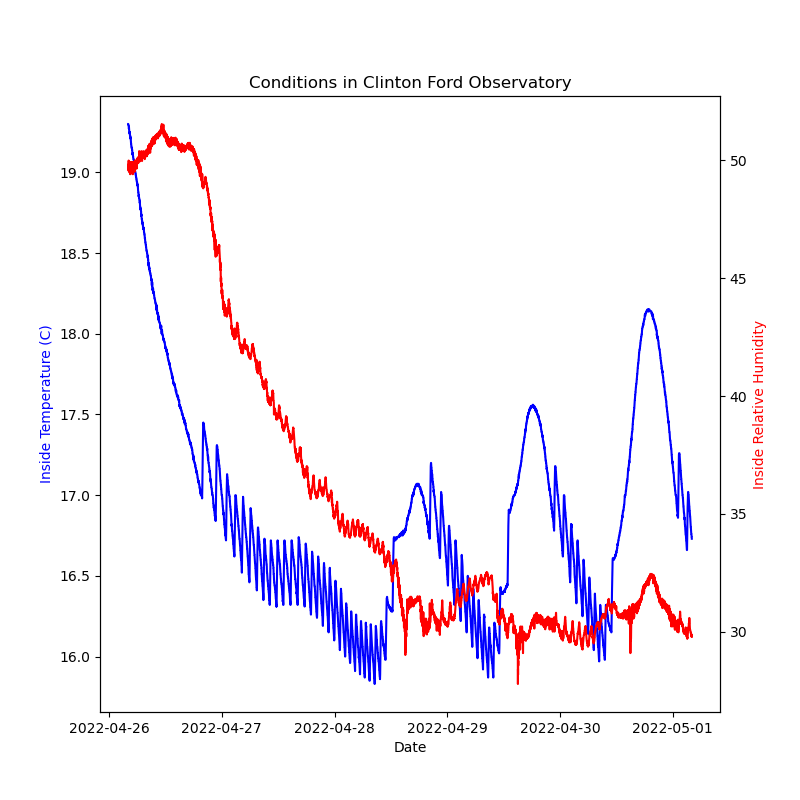 Conditions in Clinton Ford Observatory
Inside Temperature (C)
19.0
18.5
18.0
17.5
17.0
16.5
16.0
50
45
40
35
30
Inside Relative Humidity
2022-04-26 2022-04-27 2022-04-28 2022-04-29 2022-04-30 2022-05-01
Date